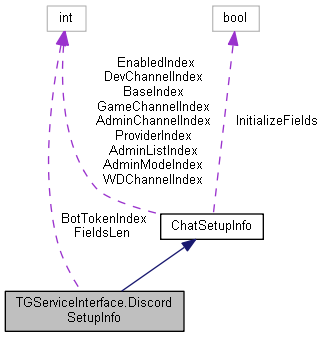 int
bool
EnabledIndex
DevChannelIndex
BaseIndex
GameChannelIndex
AdminChannelIndex
ProviderIndex
AdminListIndex
AdminModeIndex
WDChannelIndex
InitializeFields
BotTokenIndex
FieldsLen
ChatSetupInfo
TGServiceInterface.Discord
SetupInfo